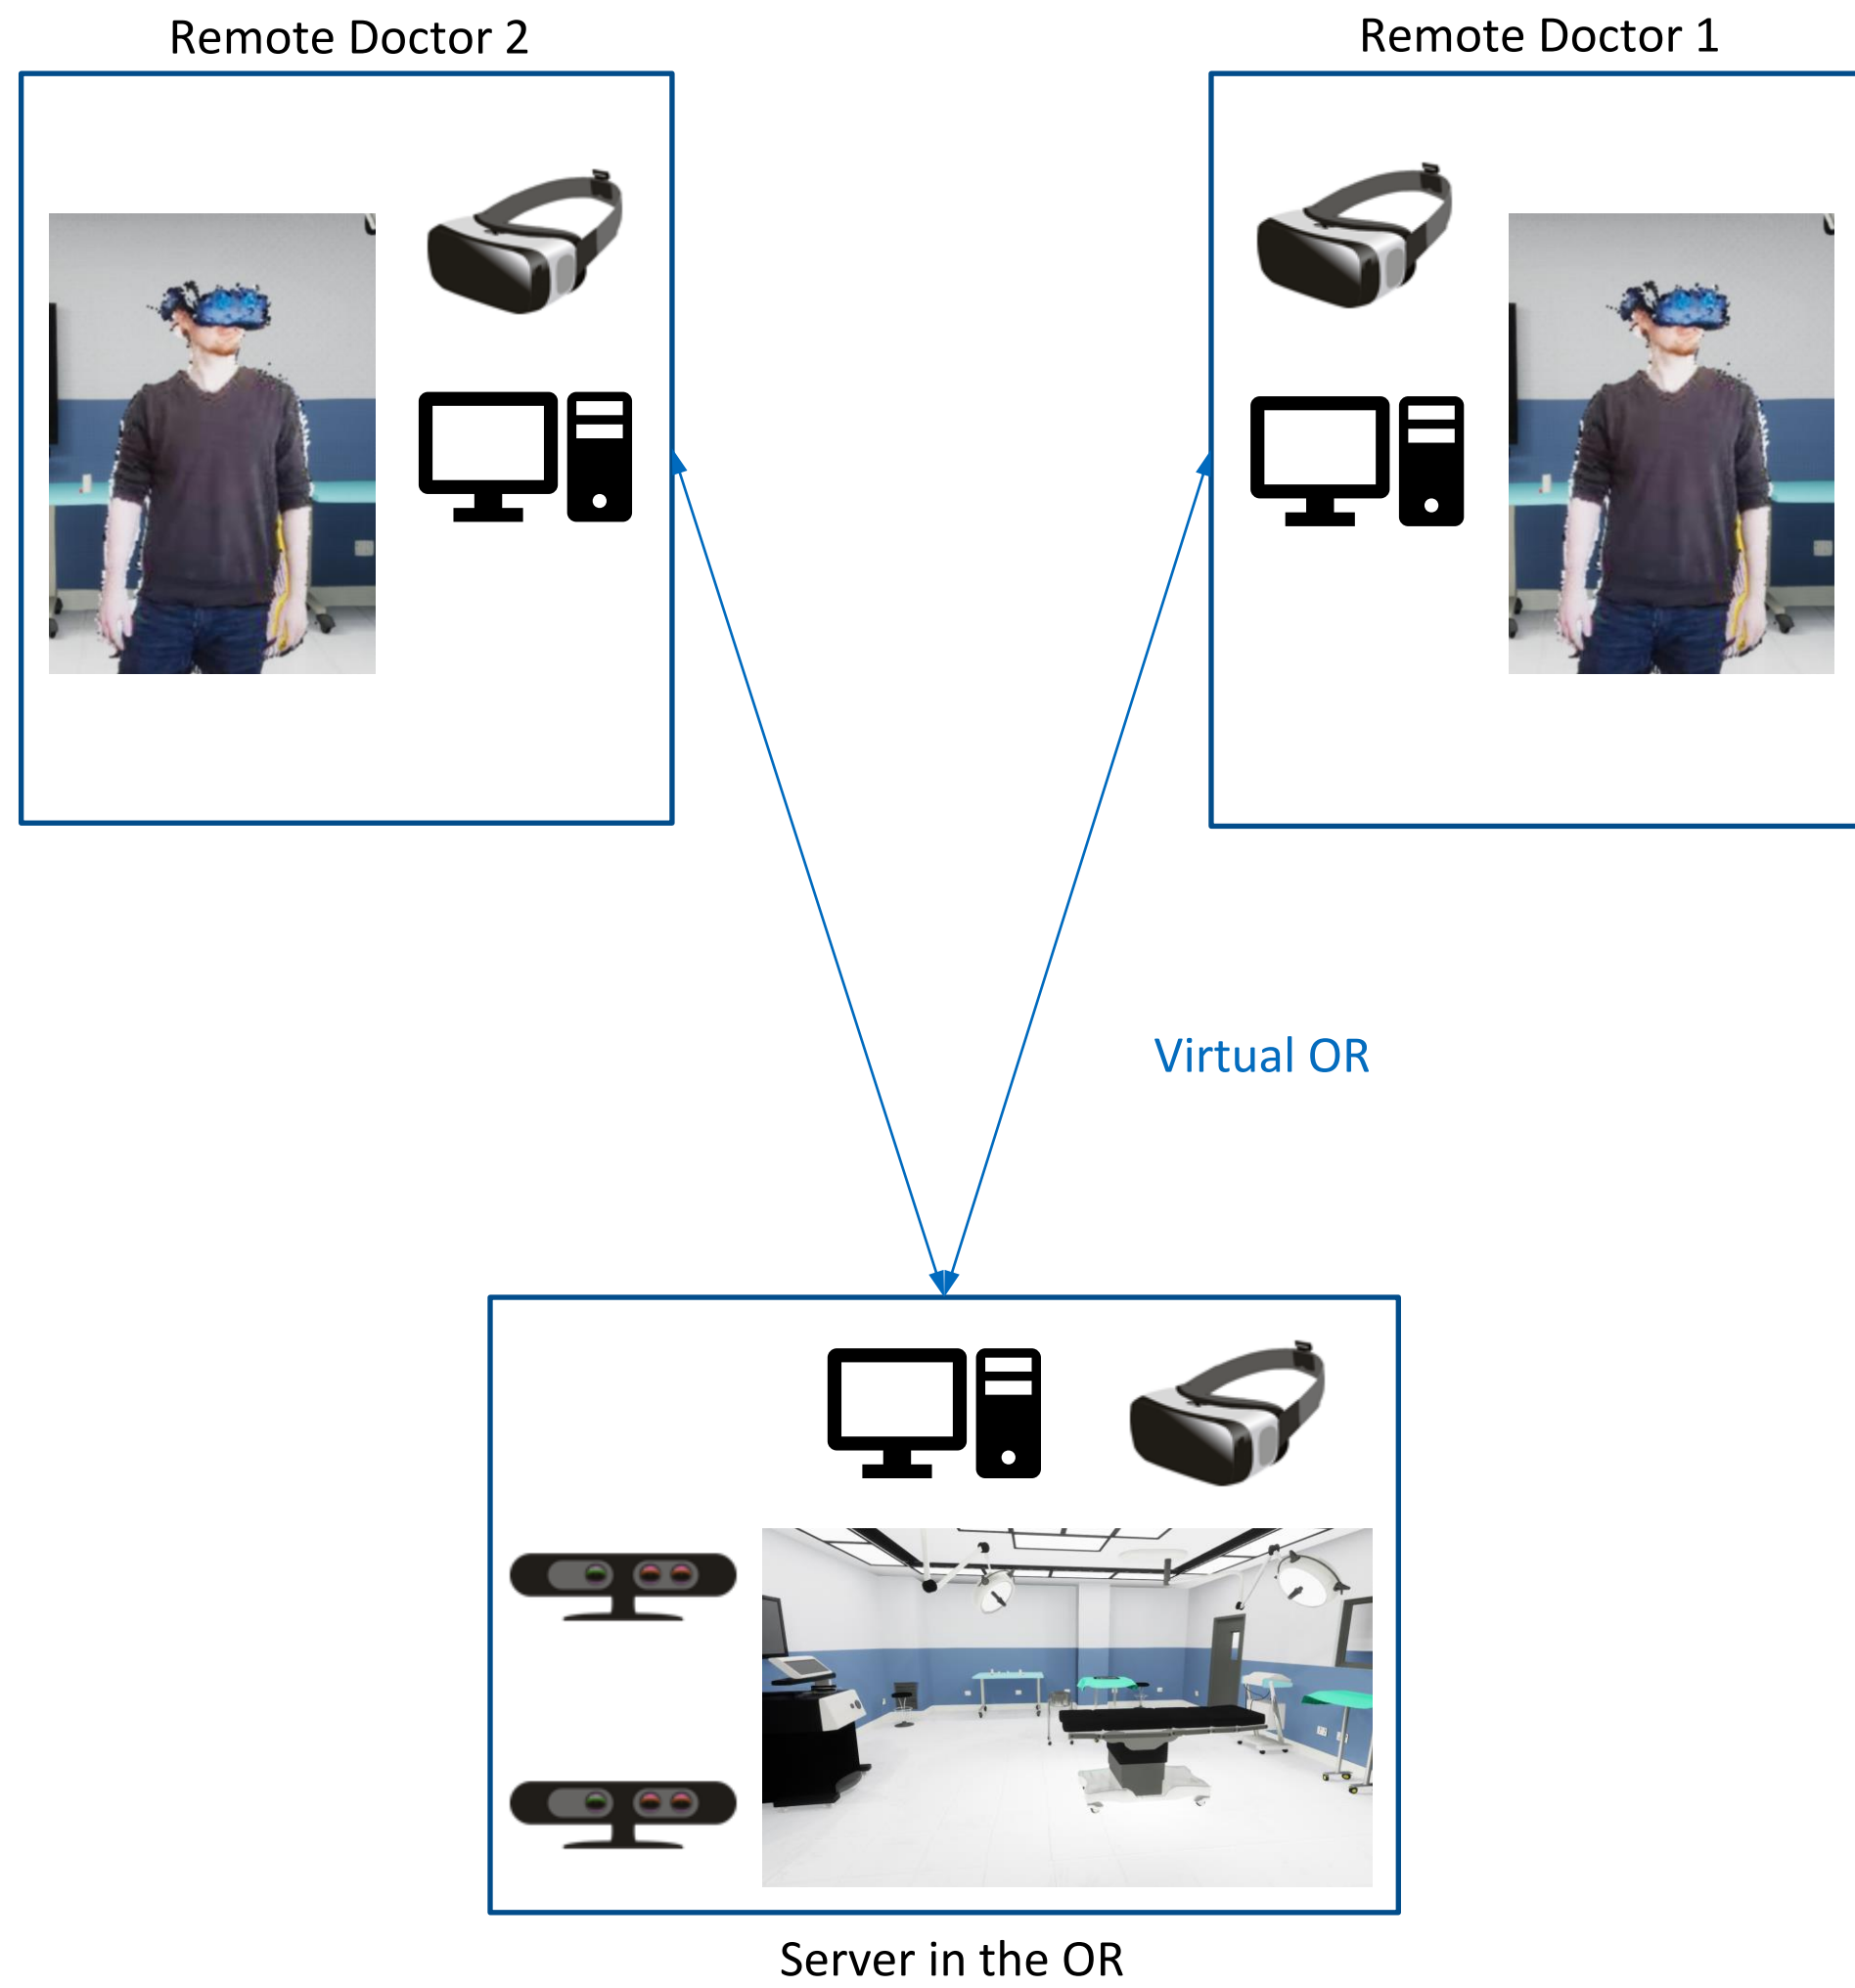 Remote Doctor 2
Remote Doctor 1
Virtual OR
Server in the OR